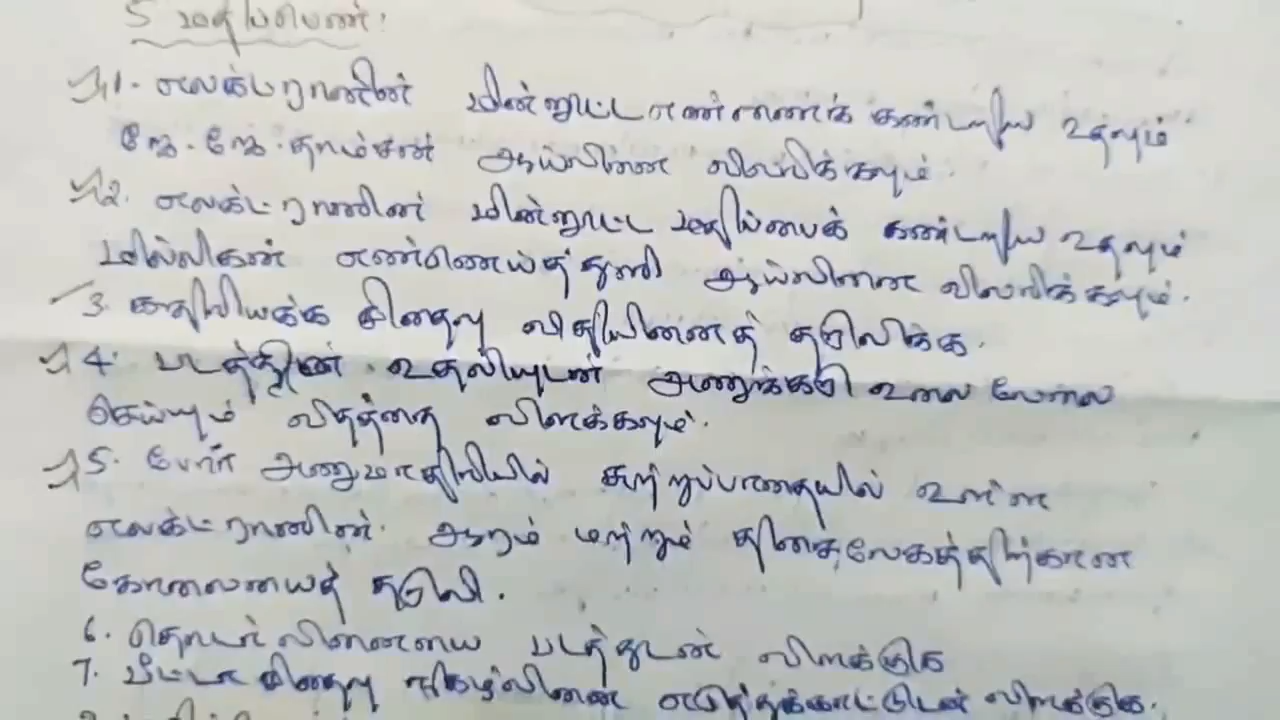 5 மதிப்பெண்:
1. எலக்ட்ரானின் மின்னூட்ட எண்ணைக் கண்டறிய உதவும்
ஜே.ஜே.தாம்சன் ஆய்வினை விவரிக்கவும்.
2. எலக்ட்ரானின் மின்னூட்ட மதிப்பைக் கண்டறிய உதவும்
மில்லிகன் எண்ணெய்த்துளி ஆய்வினை விவரிக்கவும்.
3. கதிரியக்க சிதைவு விதியினைத் தருவிக்க.
4. படத்தின் உதவியுடன் அணுக்கரு உலை வேலை
செய்யும் விதத்தை விளக்கவும்.
5. போர் அணுமாதிரியில் சுற்றுப்பாதையில் உள்ள
எலக்ட்ரானின் ஆரம் மற்றும் திசைவேகத்திற்கான
கோவையைத் தருவி.
6. தொடர்வினையை படத்துடன் விளக்குக
7. பீட்டா சிதைவு நிகழ்வினை எடுத்துக்காட்டுடன் விளக்குக.